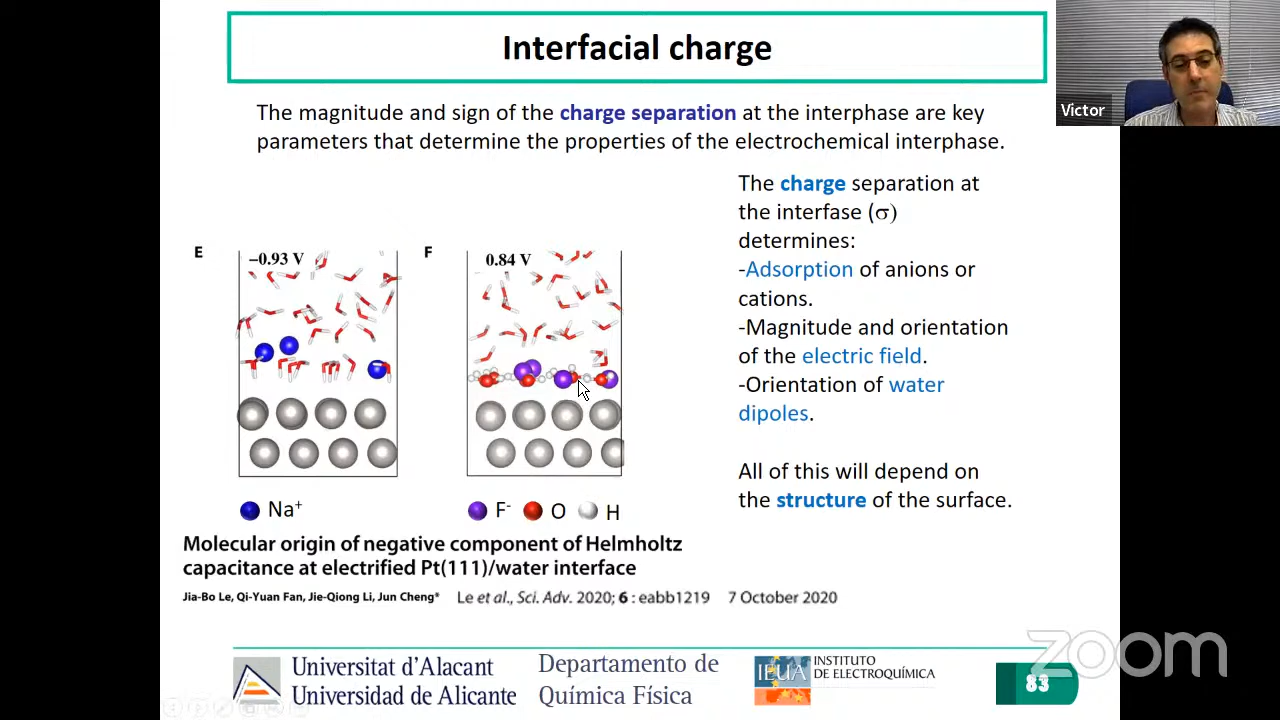 Interfacial charge
Victor
The magnitude and sign of the charge separation at the interphase are key
parameters that determine the properties of the electrochemical interphase.
The charge separation at
the interfase (σ)
determines:
-Adsorption of anions or
cations.
-Magnitude and orientation
of the electric field.
-Orientation of water
dipoles.
All of this will depend on
the structure of the surface.
E
−0.93 V
F
0.84 V
Na+
F-
O
H
Molecular origin of negative component of Helmholtz
capacitance at electrified Pt(111)/water interface
Jia-Bo Le, Qi-Yuan Fan, Jie-Qiong Li, Jun Cheng*
Le et al., Sci. Adv. 2020; 6 : eabb1219 7 October 2020
Universitat d'Alacant
Universidad de Alicante
Departamento de
Química Física
IEUA
INSTITUTO
DE ELECTROQUÍMICA
zoom
83